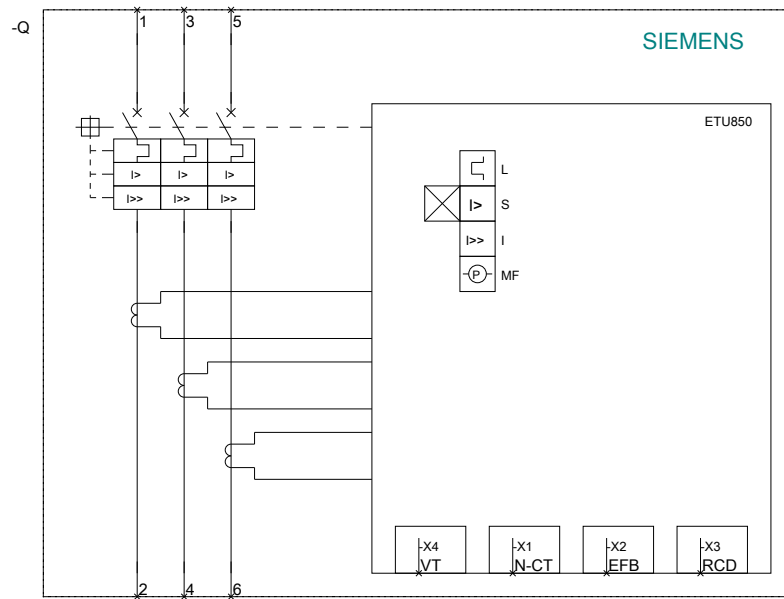 -Q
1 3 5
SIEMENS
ETU850
L
I> I> I> I> S
I>> I>> I>> I>> I
P MF
-X4 -X1 -X2 -X3
VT N-CT EFB RCD
2 4 6